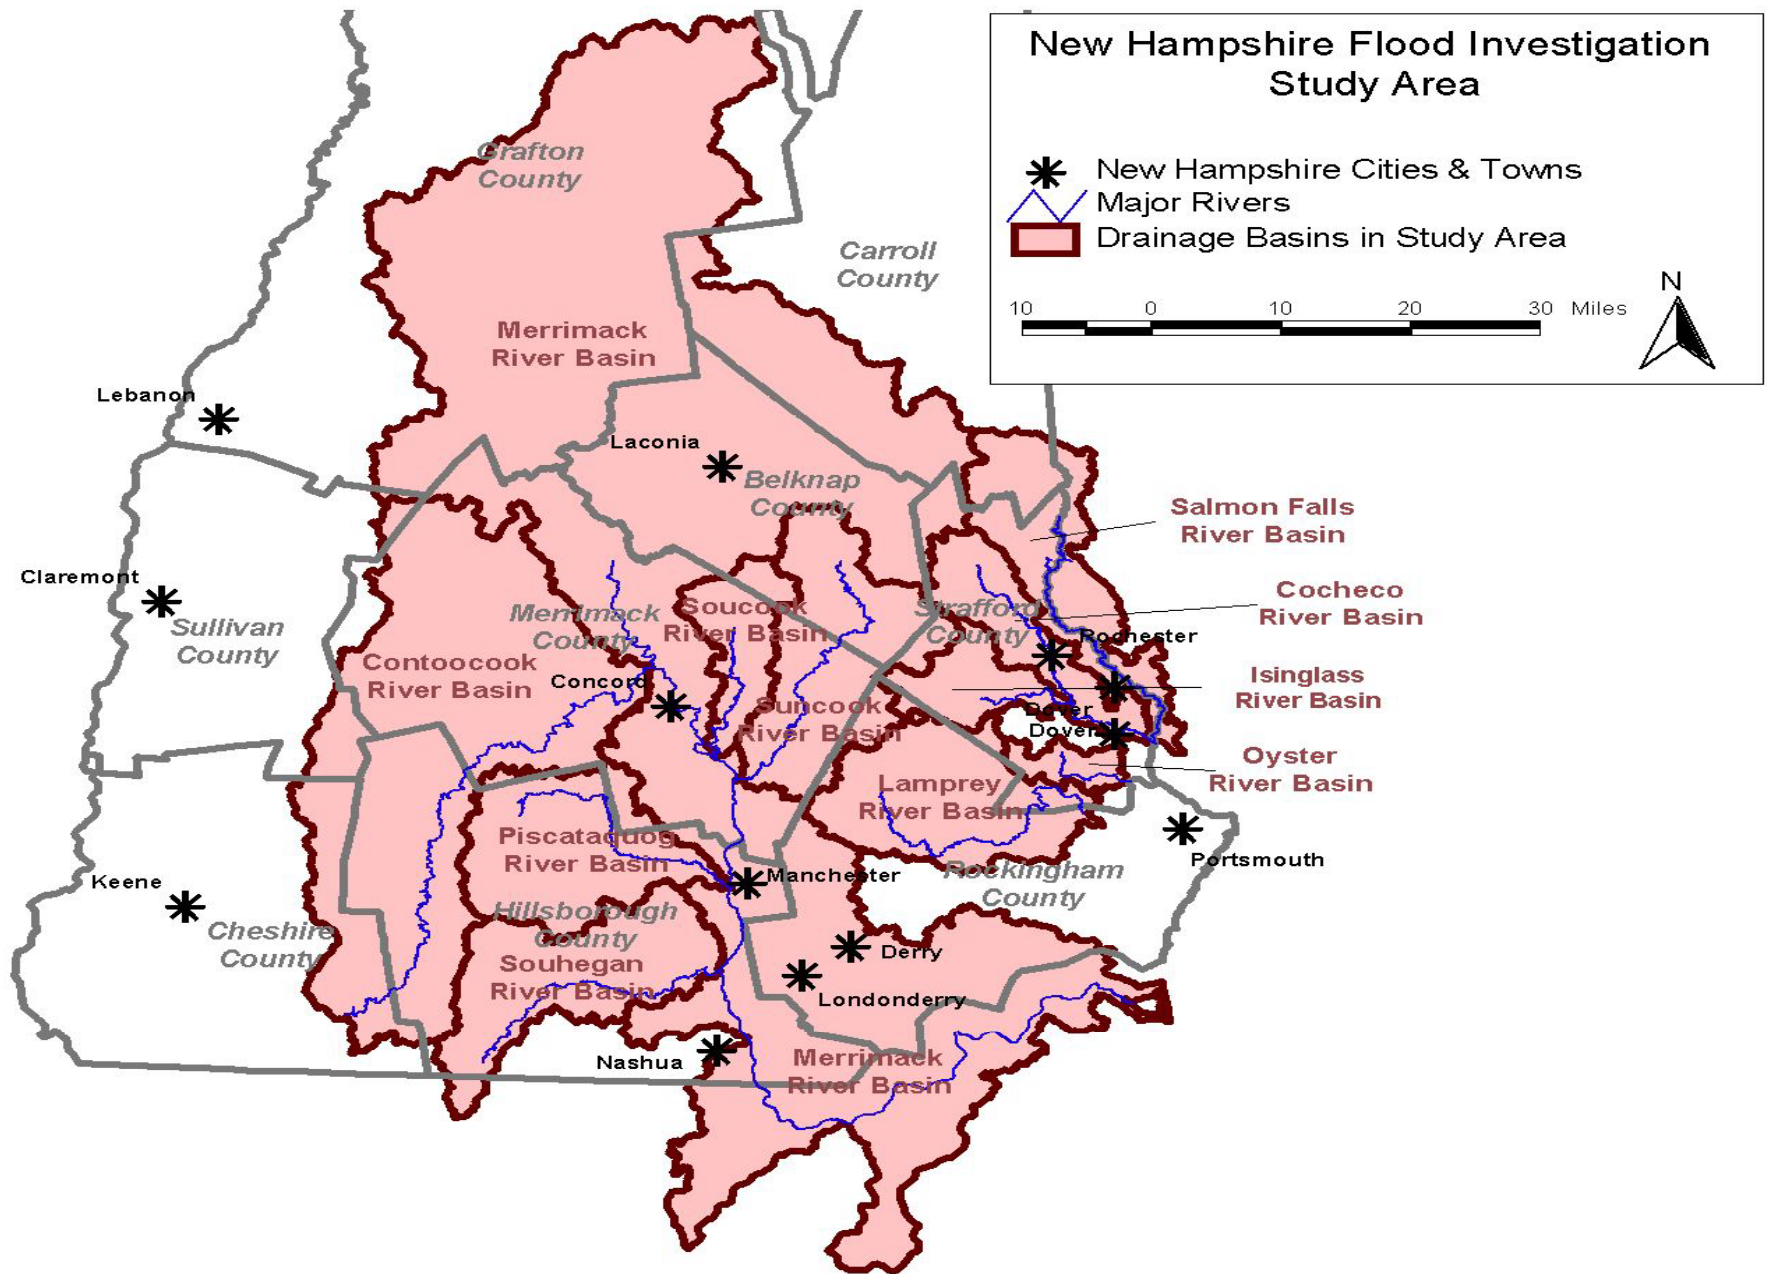 New Hampshire Flood Investigation
Study Area
New Hampshire Cities & Towns
Major Rivers
Drainage Basins in Study Area
N
10 0 10 20 30 Miles
Grafton
County
Carroll
County
Merrimack
River Basin
Lebanon
Laconia
Belknap
County
Salmon Falls
River Basin
Claremont
Sullivan
County
Merrimack
County
Soucook
River Basin
Strafford
County
Cocheco
River Basin
Rochester
Contoocook
River Basin
Concord
Isinglass
River Basin
Suncook
River Basin
Dover
Dover
Oyster
River Basin
Lamprey
River Basin
Piscataquog
River Basin
Portsmouth
Keene
Manchester
Rockingham
County
Cheshire
County
Hillsborough
County
Souhegan
River Basin
Derry
Londonderry
Nashua
Merrimack
River Basin